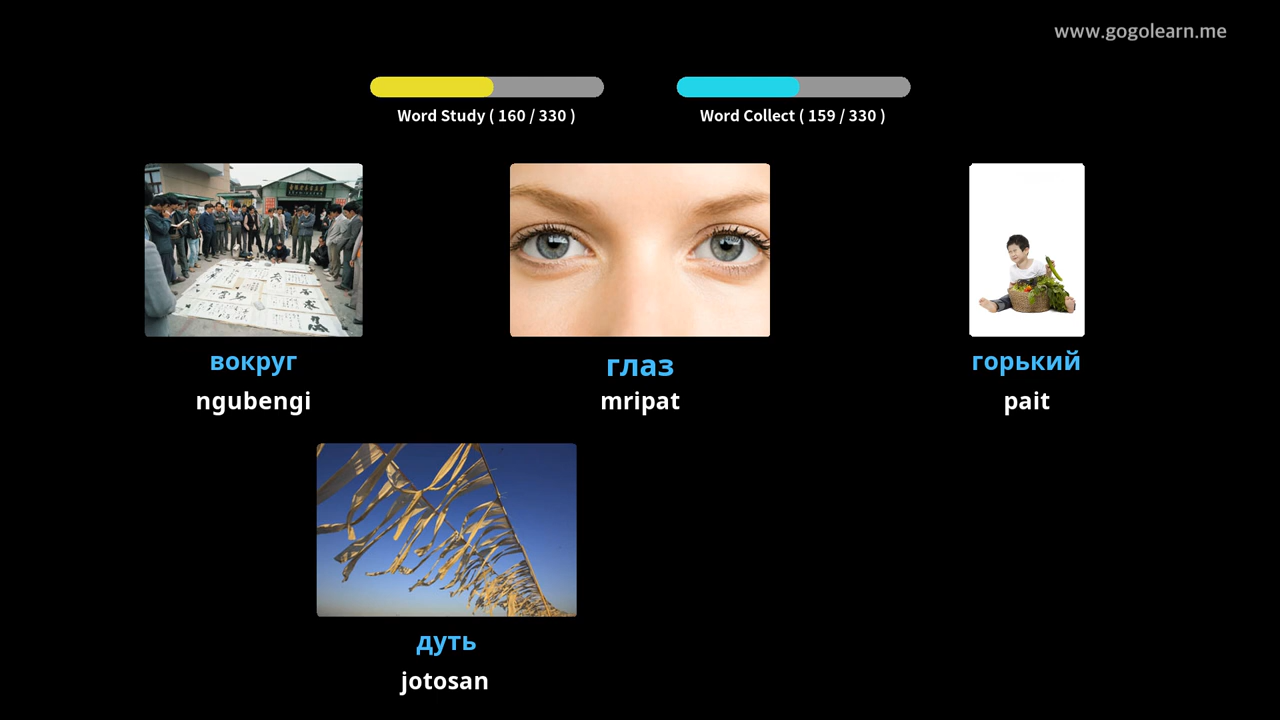 www.gogolearn.me
Word Study ( 160 / 330 )
Word Collect ( 159 / 330 )
вокруг
глаз
горький
ngubengi
mripat
pait
дуть
jotosan